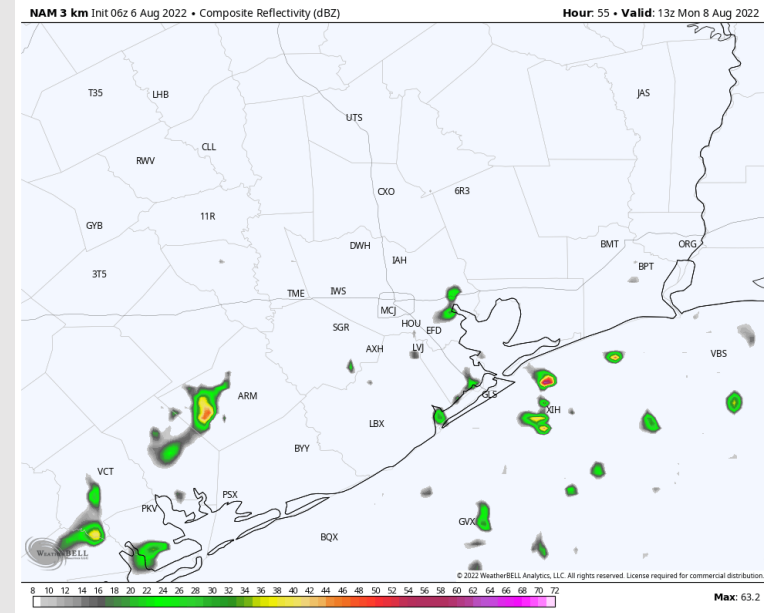 NAM 3 km Init 06z 6 Aug 2022 • Composite Reflectivity (dBZ) Hour: 55 • Valid: 13z Mon 8 Aug 2022
T35 LHB JAS
UTS
CLL
RWV
CXO 6R3
11R
GYB
DWH BMT ORG
IAH
BPT
3T5
TME IWS
MCJ
SGR HOU
EFD
AXH LVJ
VBS
ARM GLS
XIH
LBX
BYY
VCT
PSX
PKV
GVX
BQX
WEATHERBELL
© 2022 WeatherBELL Analytics, LLC. All rights reserved. License required for commercial distribution.
8 10 12 14 16 18 20 22 24 26 28 30 32 34 36 38 40 42 44 46 48 50 52 54 56 58 60 62 64 66 68 70 72
Max: 63.2